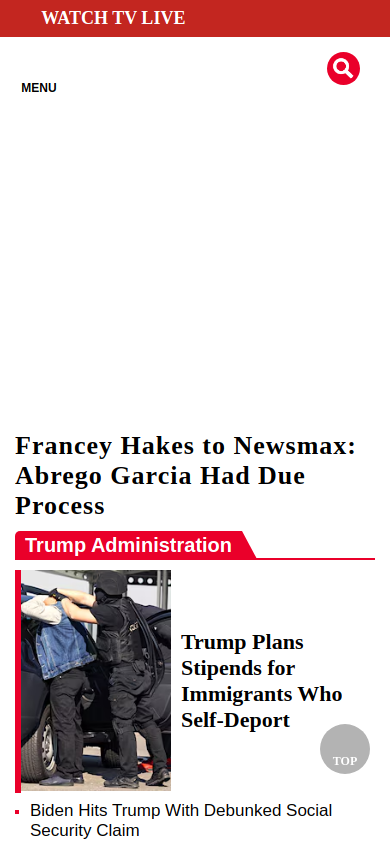 WATCH TV LIVE
MENU
Francey Hakes to Newsmax:
Abrego Garcia Had Due
Process
Trump Administration
Trump Plans
Stipends for
Immigrants Who
Self-Deport
TOP
Biden Hits Trump With Debunked Social
Security Claim